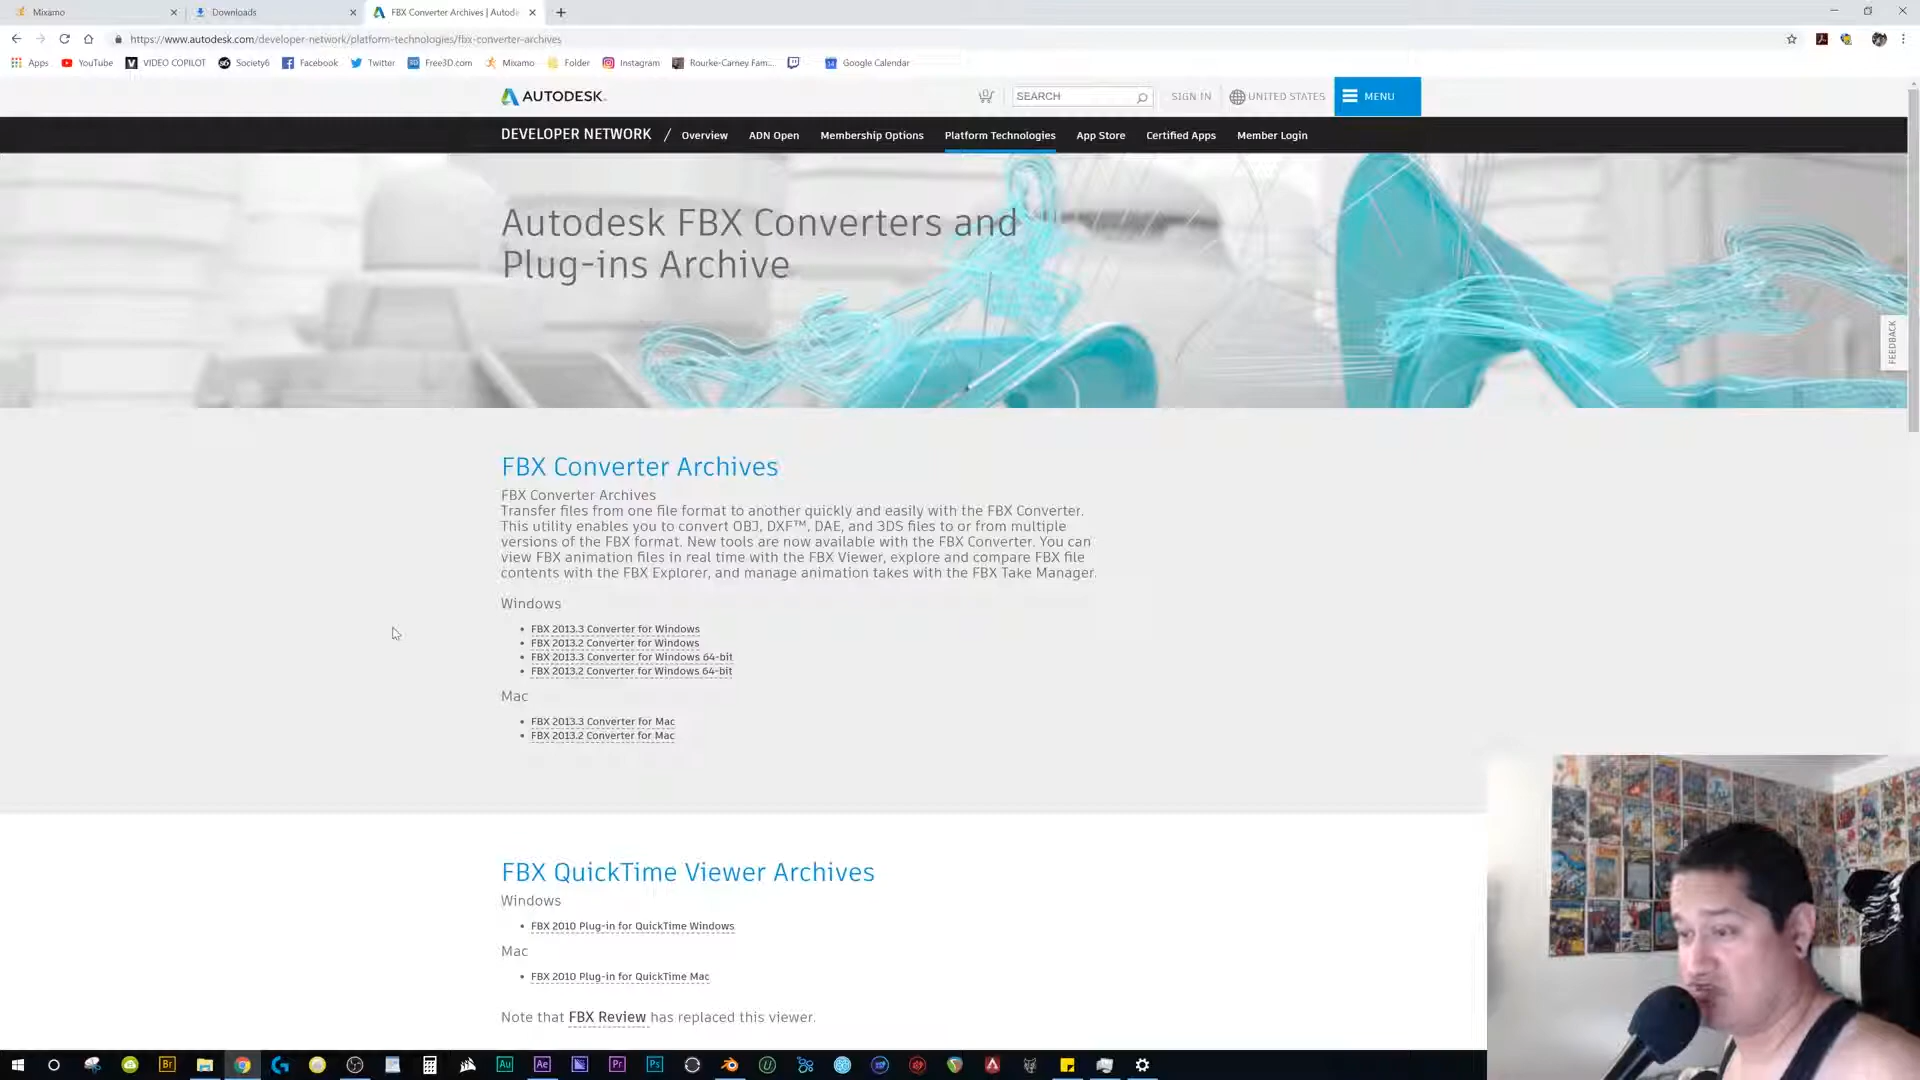 Mixamo
Downloads
FBX Converter Archives | Autode
https://www.autodesk.com/developer-network/platform-technologies/fbx-converter-archives
Apps
YouTube
VIDEO COPILOT
Society6
Facebook
Twitter
Free3D.com
Mixamo
Folder
Instagram
Rourke-Carney Fam...
Google Calendar
AUTODESK.
SEARCH
SIGN IN
UNITED STATES
MENU
DEVELOPER NETWORK / Overview ADN Open Membership Options Platform Technologies App Store Certified Apps Member Login
Autodesk FBX Converters and
Plug-ins Archive
FEEDBACK
FBX Converter Archives
FBX Converter Archives
Transfer files from one file format to another quickly and easily with the FBX Converter.
This utility enables you to convert OBJ, DXF™, DAE, and 3DS files to or from multiple
versions of the FBX format. New tools are now available with the FBX Converter. You can
view FBX animation files in real time with the FBX Viewer, explore and compare FBX file
contents with the FBX Explorer, and manage animation takes with the FBX Take Manager.
Windows
• FBX 2013.3 Converter for Windows
• FBX 2013.2 Converter for Windows
• FBX 2013.3 Converter for Windows 64-bit
• FBX 2013.2 Converter for Windows 64-bit
Mac
• FBX 2013.3 Converter for Mac
• FBX 2013.2 Converter for Mac
FBX QuickTime Viewer Archives
Windows
• FBX 2010 Plug-in for QuickTime Windows
Mac
• FBX 2010 Plug-in for QuickTime Mac
Note that FBX Review has replaced this viewer.
Br
Au
Ae
Pr
Ps